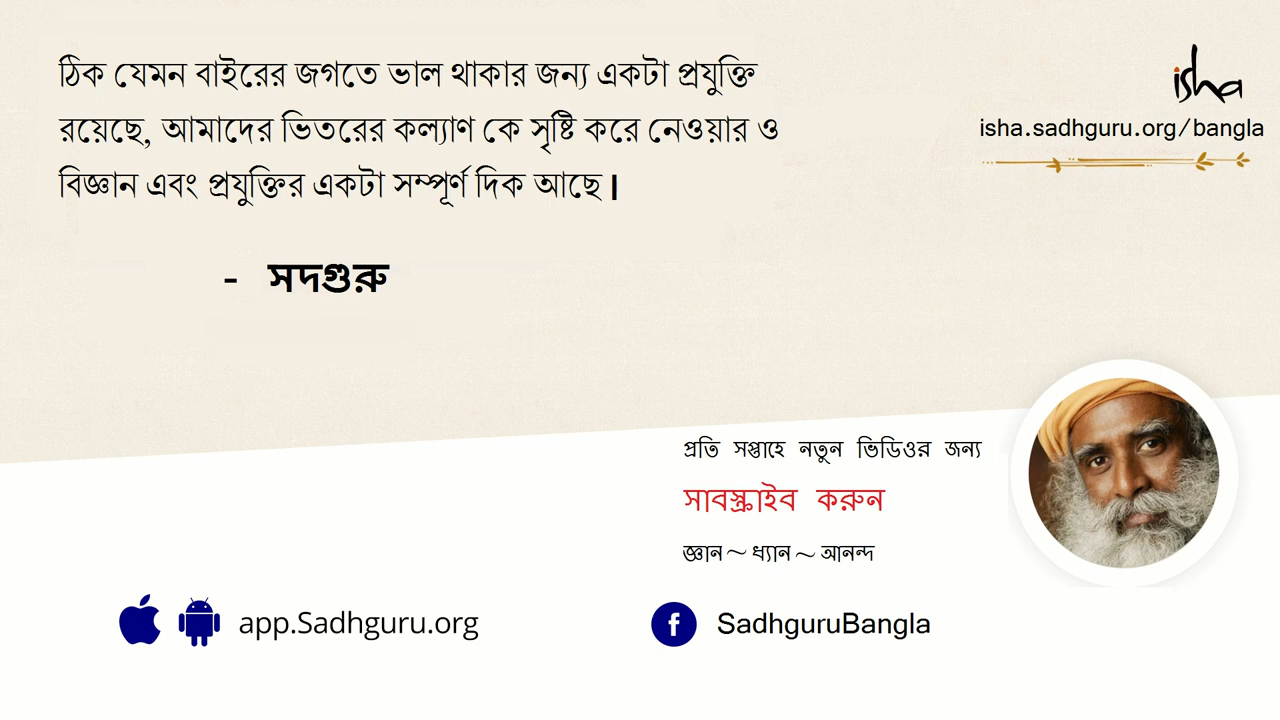 ঠিক যেমন বাইরের জগতে ভাল থাকার জন্য একটা প্রযুক্তি
রয়েছে, আমাদের ভিতরের কল্যাণ কে সৃষ্টি করে নেওয়ার ও
বিজ্ঞান এবং প্রযুক্তির একটা সম্পূর্ণ দিক আছে।
- সদগুরু
isha
isha.sadhguru.org/bangla
প্রতি সপ্তাহে নতুন ভিডিওর জন্য
সাবস্ক্রাইব করুন
জ্ঞান ~ ধ্যান ~ আনন্দ
app.Sadhguru.org
f SadhguruBangla